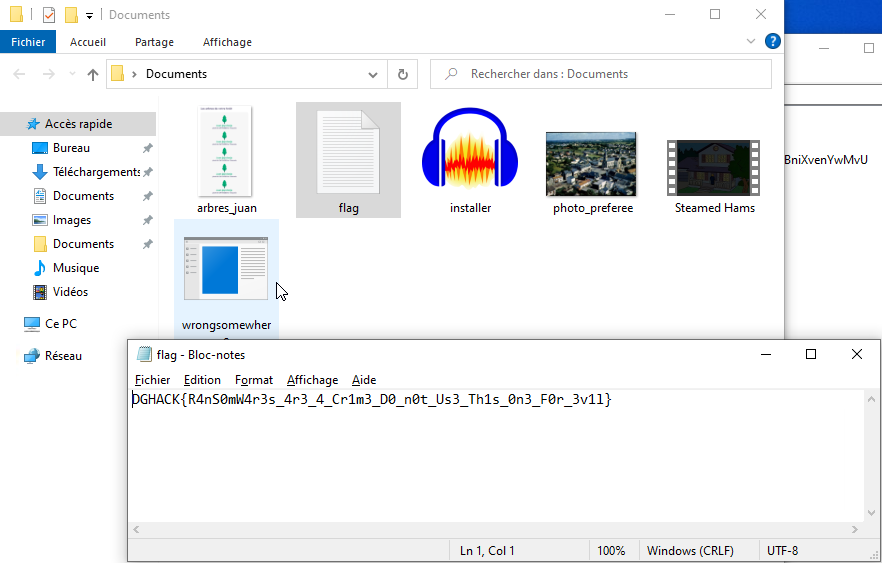 Documents
Fichier Accueil Partage Affichage
Documents
Rechercher dans : Documents
Accès rapide
Bureau
Téléchargements
Documents
Images
Documents
Musique
Vidéos
Ce PC
Réseau
arbres_juan flag installer photo_preferee Steamed Hams
wrongsomewher
BniXvenYwMvU
flag - Bloc-notes
Fichier Edition Format Affichage Aide
DGHACK{R4nS0mW4r3s_4r3_4_Cr1m3_D0_n0t_Us3_Th1s_0n3_F0r_3v1l}
Ln 1, Col 1 100% Windows (CRLF) UTF-8